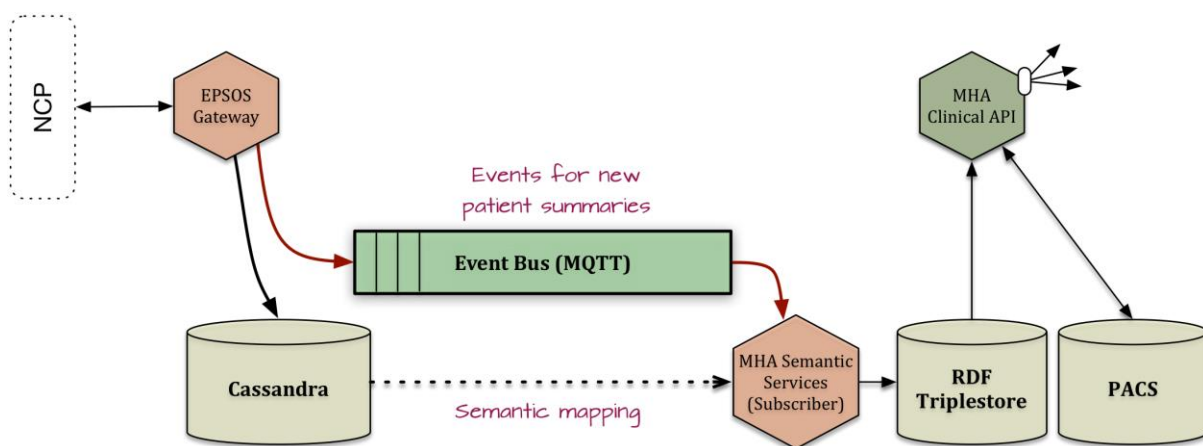 NCP
EPSOS
Gateway
MHA
Clinical API
Events for new
patient summaries
Event Bus (MQTT)
Cassandra
Semantic mapping
MHA Semantic
Services
(Subscriber)
RDF
Triplestore
PACS